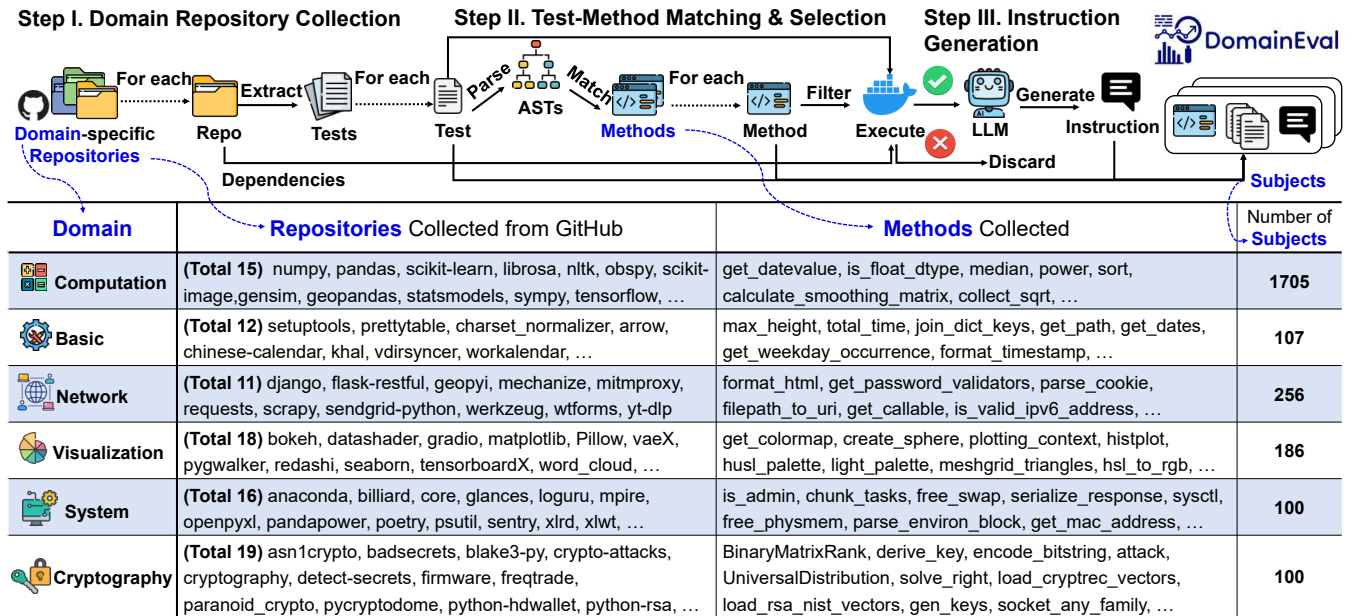 Step I. Domain Repository Collection
Step II. Test-Method Matching & Selection
Step III. Instruction
Generation
DomainEval
For each
Extract
For each
Parse
Match
For each
Filter
Generate
ASTs
AI
Domain-specific
Repositories
Repo
Tests
Test
Methods
Method
Execute
LLM
Instruction
Dependencies
Discard
Subjects
Domain
Repositories Collected from GitHub
Methods Collected
Number of
Subjects
Computation
(Total 15) numpy, pandas, scikit-learn, librosa, nltk, obspy, scikit-
image,gensim, geopandas, statsmodels, sympy, tensorflow, …
get_datevalue, is_float_dtype, median, power, sort,
calculate_smoothing_matrix, collect_sqrt, …
1705
Basic
(Total 12) setuptools, prettytable, charset_normalizer, arrow,
chinese-calendar, khal, vdirsyncer, workalendar, …
max_height, total_time, join_dict_keys, get_path, get_dates,
get_weekday_occurrence, format_timestamp, …
107
Network
(Total 11) django, flask-restful, geopyi, mechanize, mitmproxy,
requests, scrapy, sendgrid-python, werkzeug, wtforms, yt-dlp
format_html, get_password_validators, parse_cookie,
filepath_to_uri, get_callable, is_valid_ipv6_address, …
256
Visualization
(Total 18) bokeh, datashader, gradio, matplotlib, Pillow, vaeX,
pygwalker, redashi, seaborn, tensorboardX, word_cloud, …
get_colormap, create_sphere, plotting_context, histplot,
husl_palette, light_palette, meshgrid_triangles, hsl_to_rgb, …
186
System
(Total 16) anaconda, billiard, core, glances, loguru, mpire,
openpyxl, pandapower, poetry, psutil, sentry, xlrd, xlwt, …
is_admin, chunk_tasks, free_swap, serialize_response, sysctl,
free_physmem, parse_environ_block, get_mac_address, …
100
Cryptography
(Total 19) asn1crypto, badsecrets, blake3-py, crypto-attacks,
cryptography, detect-secrets, firmware, freqtrade,
paranoid_crypto, pycryptodome, python-hdwallet, python-rsa, …
BinaryMatrixRank, derive_key, encode_bitstring, attack,
UniversalDistribution, solve_right, load_cryptrec_vectors,
load_rsa_nist_vectors, gen_keys, socket_any_family, …
100